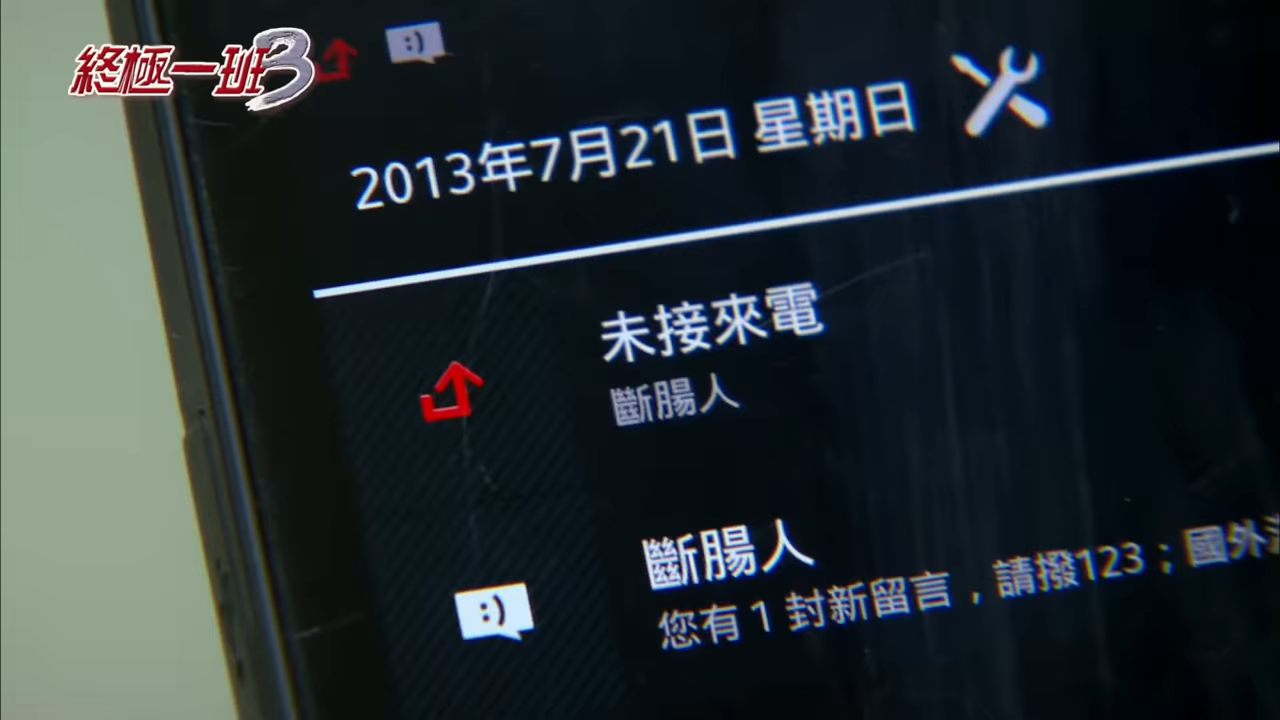 終極一班3
2013年7月21日 星期日
未接來電
斷腸人
斷腸人
您有 1 封新留言，請撥123；國外